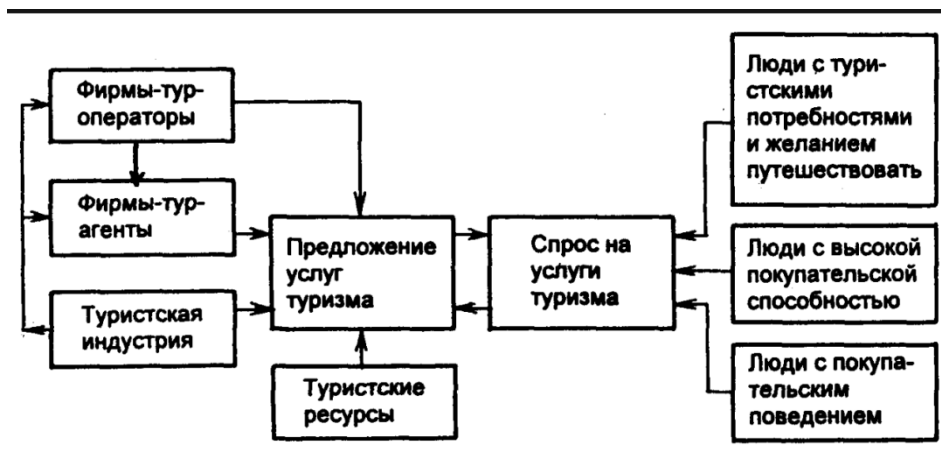 Фирмы-тур-
операторы
Фирмы-тур-
агенты
Туристская
индустрия
Предложение
услуг
туризма
Туристские
ресурсы
Спрос на
услуги
туризма
Люди с тури-
стскими
потребностями
и желанием
путешествовать
Люди с высокой
покупательской
способностью
Люди с покупа-
тельским
поведением